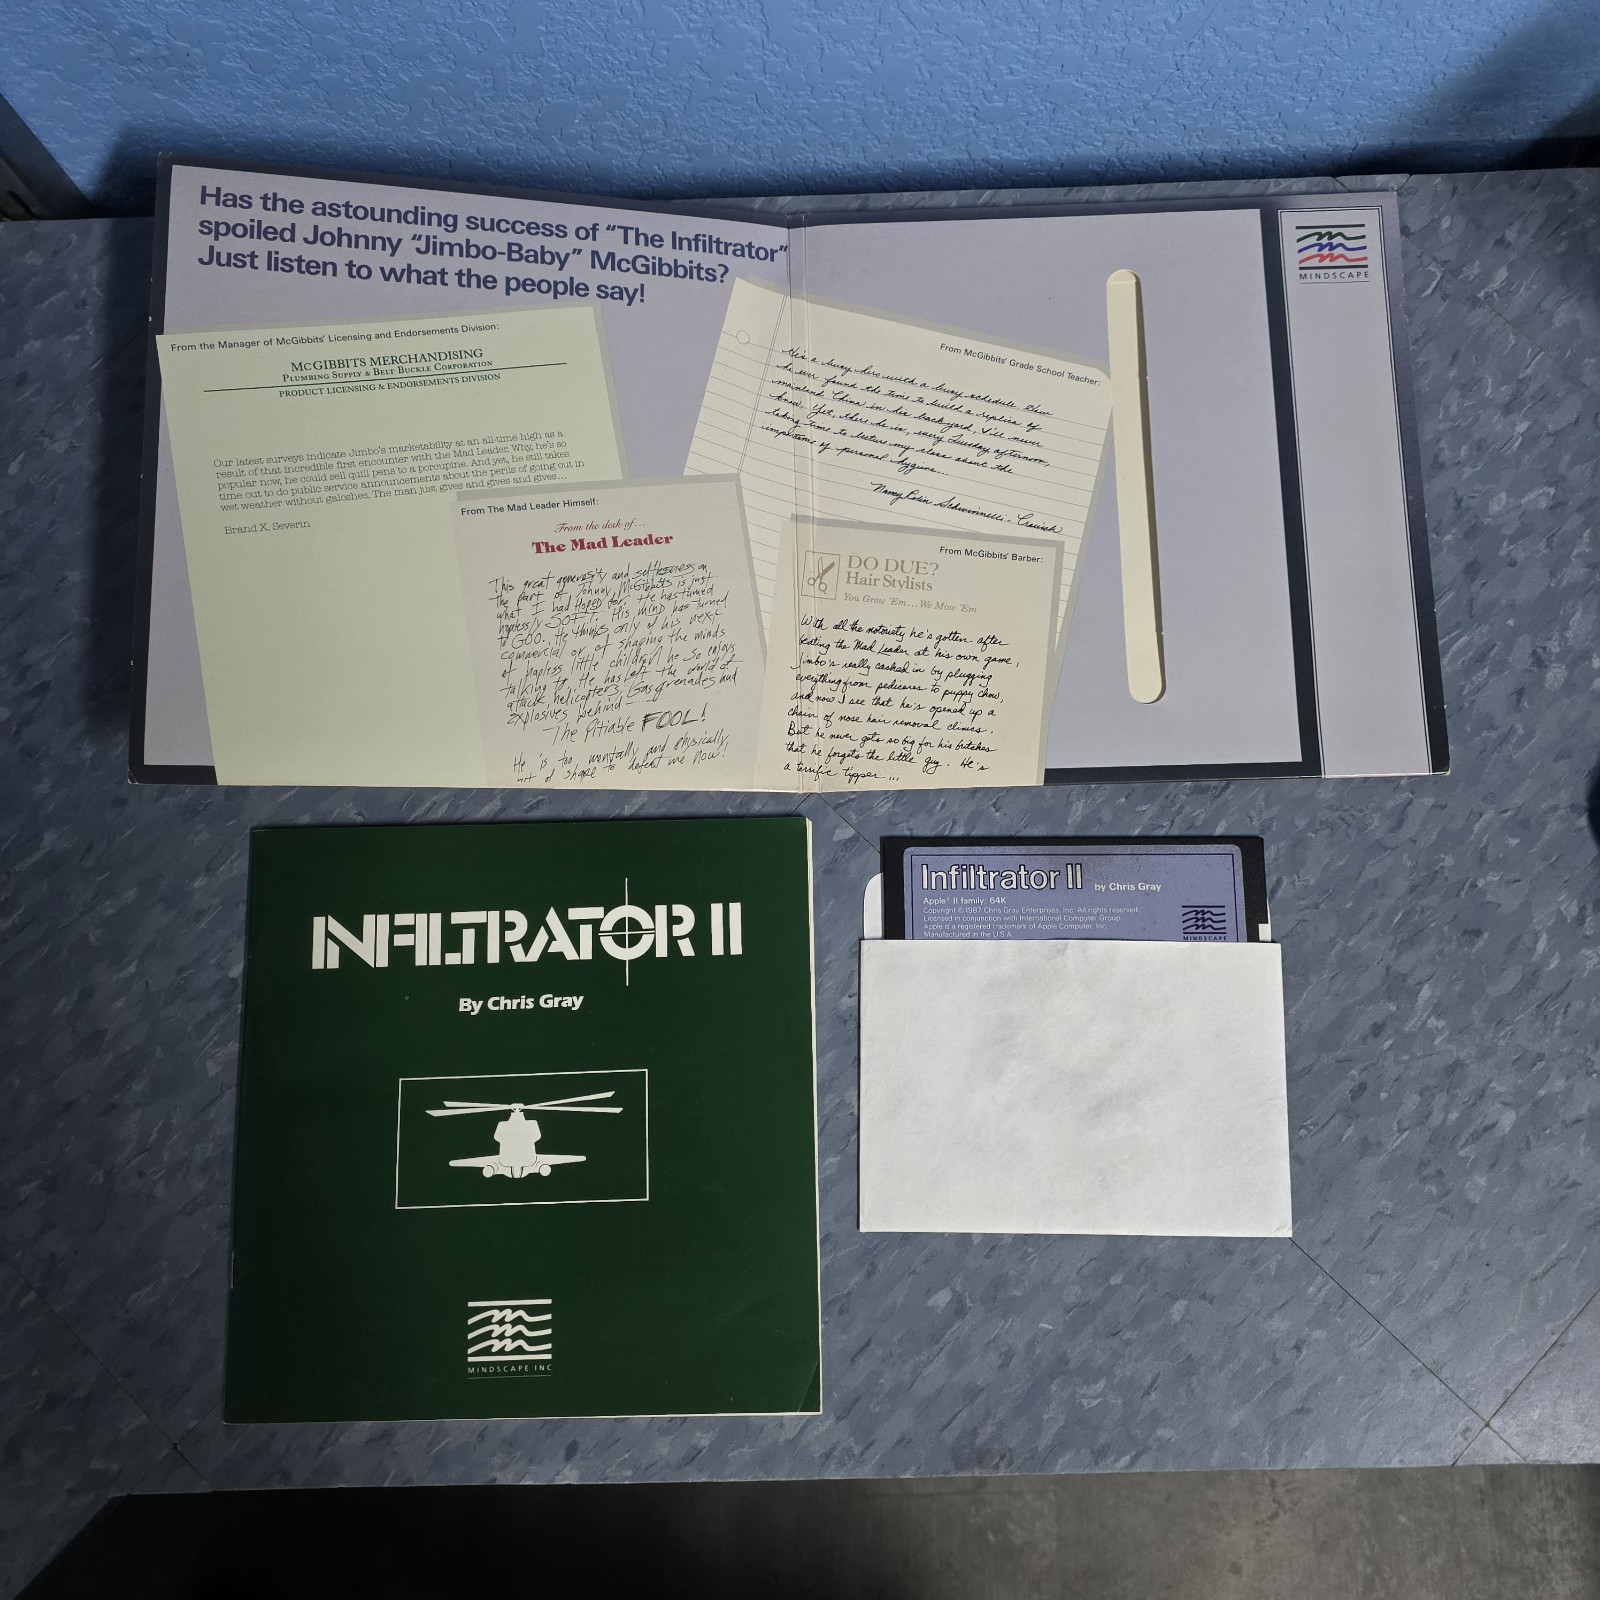 Has the astounding success of “The Infiltrator”
spoiled Johnny “Jimbo-Baby” McGibbits?
Just listen to what the people say!
From the Manager of McGibbits’ Licensing and Endorsements Division:
McGIBBITS MERCHANDISING
PLUMBING SUPPLY & BELT BUCKLE CORPORATION
PRODUCT LICENSING & ENDORSEMENTS DIVISION
Our latest surveys indicate Jimbo’s marketability at an all-time high as a
result of that incredible first encounter with the Mad Leader. Why, he’s so
popular now, he could sell quill pens to a porcupine. And yet, he still takes
time out to do public service announcements about the perils of going out in
wet weather without galoshes. The man just gives and gives and gives...
Brand X. Severin
From The Mad Leader Himself:
From the desk of...
The Mad Leader
This great generosity and selflessness on
the part of Johnny McGibbits is just
what I had HOPED for. He has turned
hopelessly SOFT. His mind has turned
to GOO. He thinks only of his next
commercial or of shaping the minds
of hapless little children he so enjoys
talking to. He has left the world of
attack helicopters, Gas Grenades and
explosives behind
The Pitiable FOOL!
He is too mentally and physically
out of shape to defeat me now!
From McGibbits’ Grade School Teacher:
He's a busy hero with a busy schedule. How
he ever found the time to build a replica of
mainland China in his backyard, I'll never
know. Yet, there he is, every Tuesday afternoon,
taking time to lecture my class about the
importance of personal hygiene...
Nancy
From McGibbits’ Barber:
DO DUE?
Hair Stylists
You Grow 'Em...We Mow 'Em
With all the notoriety he's gotten after
beating the Mad Leader at his own game,
Jimbo's really cashed in by plugging
everything from pedicures to puppy chow,
and now I see that he's opened up a
chain of nose hair removal clinics.
But he never gets so big for his britches
that he forgets the little guy. He's
a terrific tipper...
MINDSCAPE
INFILTRATOR II
By Chris Gray
MINDSCAPE INC
Infiltrator II by Chris Gray
Apple® II family 64K
Copyright © 1987 Chris Gray Enterprises, Inc. All rights reserved.
Licensed in conjunction with International Computer Group.
Apple is a registered trademark of Apple Computer, Inc.
Manufactured in the U.S.A.
MINDSCAPE